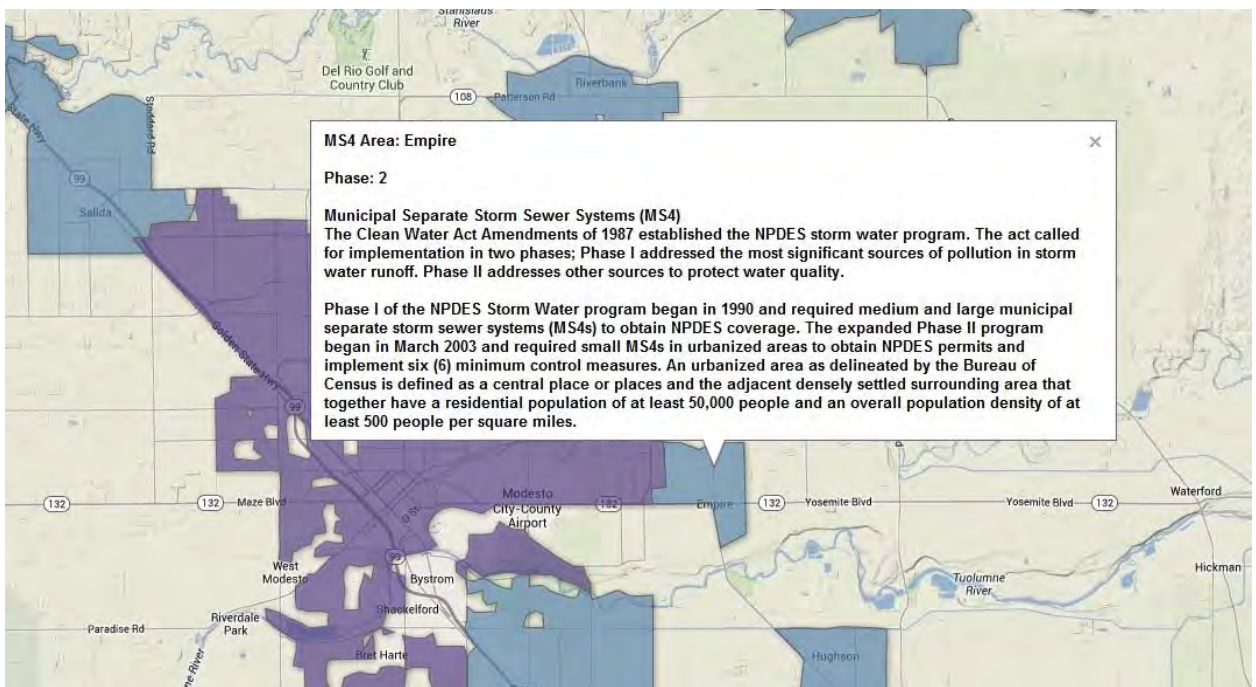 Stanislaus
River
Del Rio Golf and
Country Club
Riverbank
108
Patterson Rd
Stoddard Rd
State Hwy
99
Salida
MS4 Area: Empire
×
Phase: 2
Municipal Separate Storm Sewer Systems (MS4)
The Clean Water Act Amendments of 1987 established the NPDES storm water program. The act called
for implementation in two phases; Phase I addressed the most significant sources of pollution in storm
water runoff. Phase II addresses other sources to protect water quality.
Phase I of the NPDES Storm Water program began in 1990 and required medium and large municipal
separate storm sewer systems (MS4s) to obtain NPDES coverage. The expanded Phase II program
began in March 2003 and required small MS4s in urbanized areas to obtain NPDES permits and
implement six (6) minimum control measures. An urbanized area as delineated by the Bureau of
Census is defined as a central place or places and the adjacent densely settled surrounding area that
together have a residential population of at least 50,000 people and an overall population density of at
least 500 people per square miles.
Golden State Hwy
99
132
132
Maze Blvd
Modesto
City-County
Airport
132
Empire
132
Yosemite Blvd
Yosemite Blvd
132
Waterford
D St
99
West
Modesto
Bystrom
Shackelford
Tuolumne
River
Hickman
Riverdale
Park
Paradise Rd
Bret Harte
Hughson
ne River